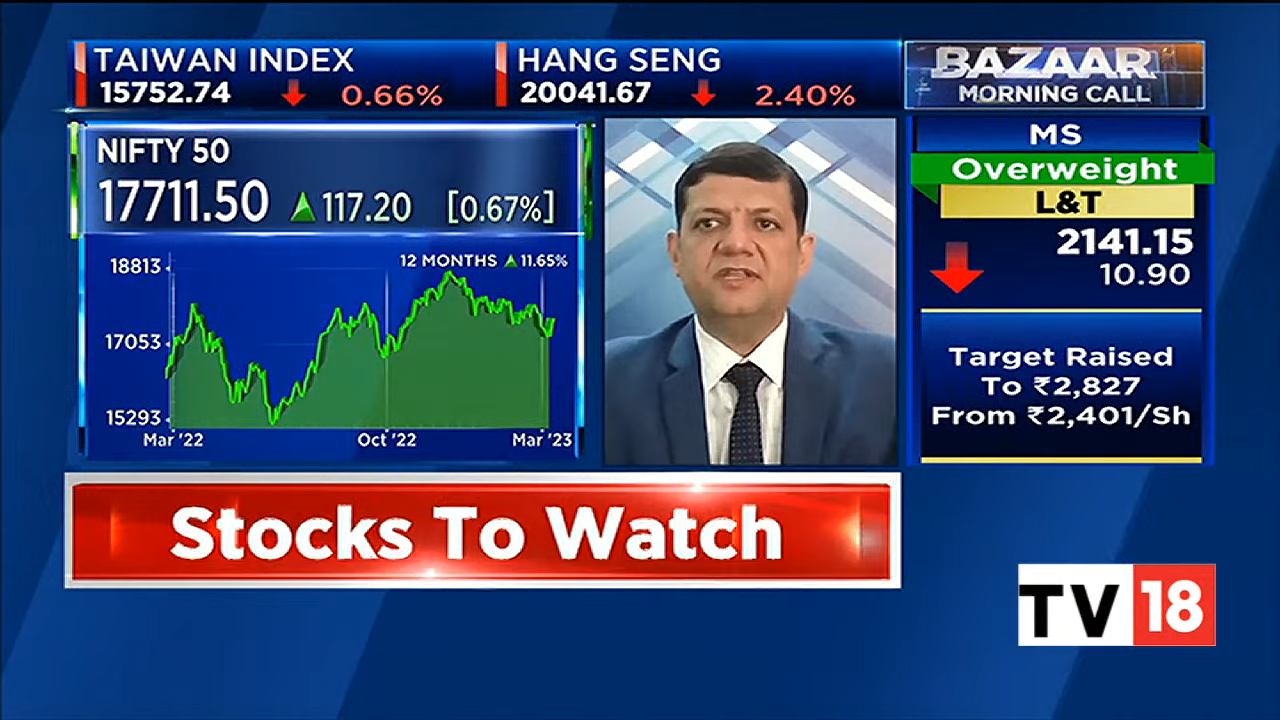 TAIWAN INDEX
15752.74 0.66%
HANG SENG
20041.67 2.40%
BAZAAR
MORNING CALL
NIFTY 50
17711.50 ▲117.20 [0.67%]
12 MONTHS ▲11.65%
18813
17053
15293
Mar '22 Oct '22 Mar '23
MS
Overweight
L&T
2141.15
10.90
Target Raised
To ₹2,827
From ₹2,401/Sh
Stocks To Watch
TV18